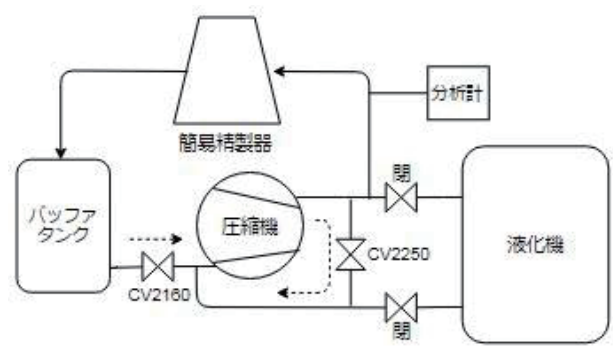 分析計
簡易精製器
閉
バッファ
タンク
圧縮機
液化機
CV2250
CV2160
閉